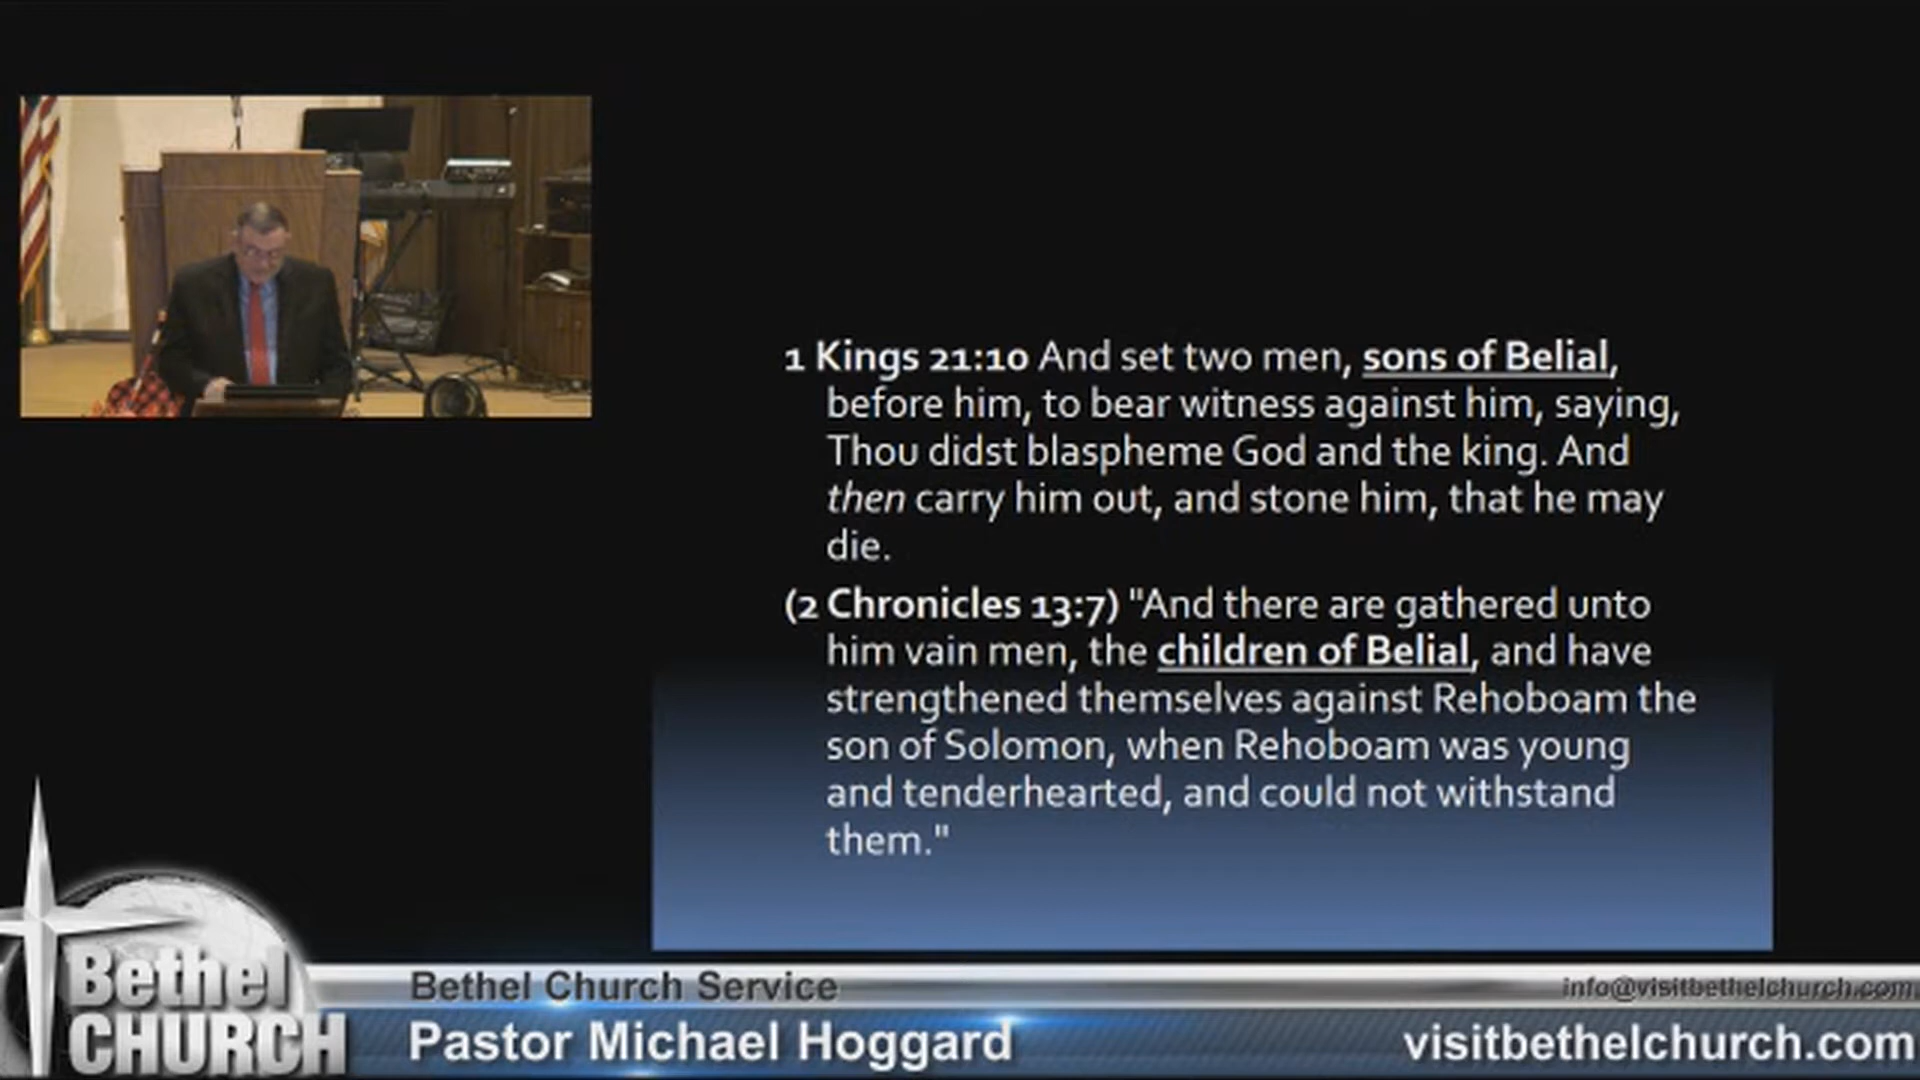 1 Kings 21:10 And set two men, sons of Belial,
before him, to bear witness against him, saying,
Thou didst blaspheme God and the king. And
then carry him out, and stone him, that he may
die.
(2 Chronicles 13:7) "And there are gathered unto
him vain men, the children of Belial, and have
strengthened themselves against Rehoboam the
son of Solomon, when Rehoboam was young
and tenderhearted, and could not withstand
them."
Bethel
CHURCH
Bethel Church Service
info@visitbethelchurch.com
Pastor Michael Hoggard
visitbethelchurch.com